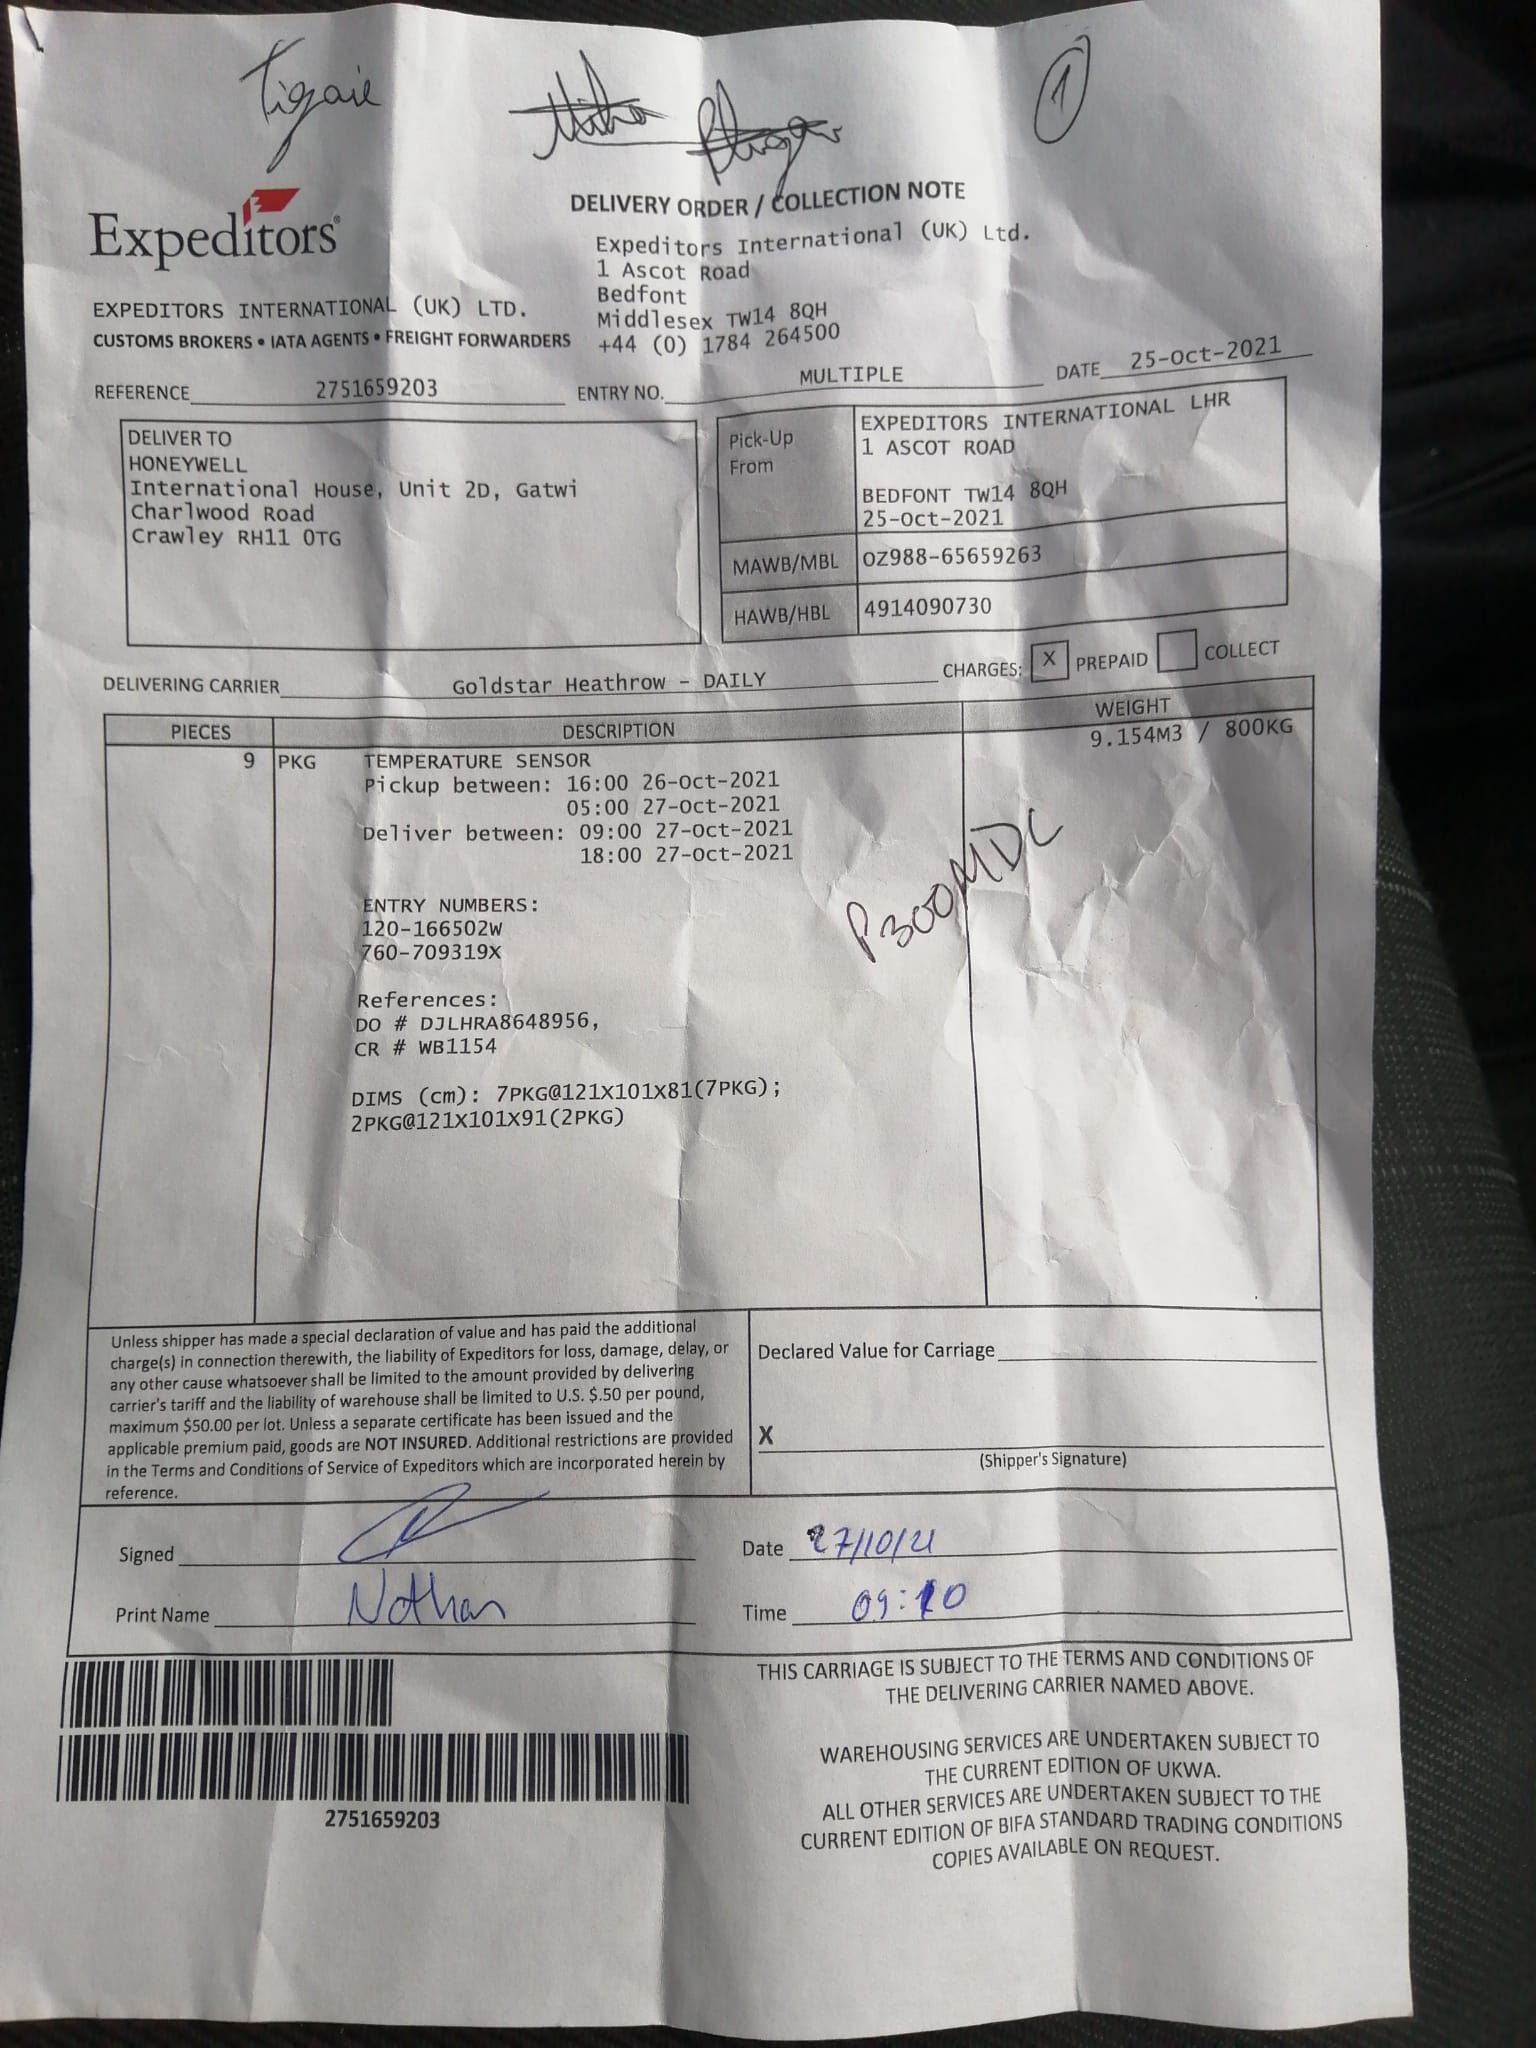 Tigaie
1
Expeditors®
DELIVERY ORDER / COLLECTION NOTE
Expeditors International (UK) Ltd.
1 Ascot Road
Bedfont
Middlesex TW14 8QH
+44 (0) 1784 264500
EXPEDITORS INTERNATIONAL (UK) LTD.
CUSTOMS BROKERS • IATA AGENTS • FREIGHT FORWARDERS
REFERENCE 2751659203 ENTRY NO. MULTIPLE DATE 25-Oct-2021
DELIVER TO
HONEYWELL
International House, Unit 2D, Gatwi
Charlwood Road
Crawley RH11 0TG
Pick-Up
From
EXPEDITORS INTERNATIONAL LHR
1 ASCOT ROAD
BEDFONT TW14 8QH
25-Oct-2021
MAWB/MBL OZ988-65659263
HAWB/HBL 4914090730
DELIVERING CARRIER Goldstar Heathrow - DAILY CHARGES: X PREPAID COLLECT
PIECES DESCRIPTION WEIGHT
9 PKG TEMPERATURE SENSOR 9.154M3 / 800KG
Pickup between: 16:00 26-Oct-2021
05:00 27-Oct-2021
Deliver between: 09:00 27-Oct-2021
18:00 27-Oct-2021
P300MDC
ENTRY NUMBERS:
120-166502W
760-709319X
References:
DO # DJLHRA8648956,
CR # WB1154
DIMS (cm): 7PKG@121X101X81(7PKG);
2PKG@121X101X91(2PKG)
Unless shipper has made a special declaration of value and has paid the additional
charge(s) in connection therewith, the liability of Expeditors for loss, damage, delay, or
any other cause whatsoever shall be limited to the amount provided by delivering
carrier's tariff and the liability of warehouse shall be limited to U.S. $.50 per pound,
maximum $50.00 per lot. Unless a separate certificate has been issued and the
applicable premium paid, goods are NOT INSURED. Additional restrictions are provided
in the Terms and Conditions of Service of Expeditors which are incorporated herein by
reference.
Declared Value for Carriage
X
(Shipper's Signature)
Signed
Date 27/10/21
Print Name Nathan
Time 09:10
2751659203
THIS CARRIAGE IS SUBJECT TO THE TERMS AND CONDITIONS OF
THE DELIVERING CARRIER NAMED ABOVE.
WAREHOUSING SERVICES ARE UNDERTAKEN SUBJECT TO
THE CURRENT EDITION OF UKWA.
ALL OTHER SERVICES ARE UNDERTAKEN SUBJECT TO THE
CURRENT EDITION OF BIFA STANDARD TRADING CONDITIONS
COPIES AVAILABLE ON REQUEST.